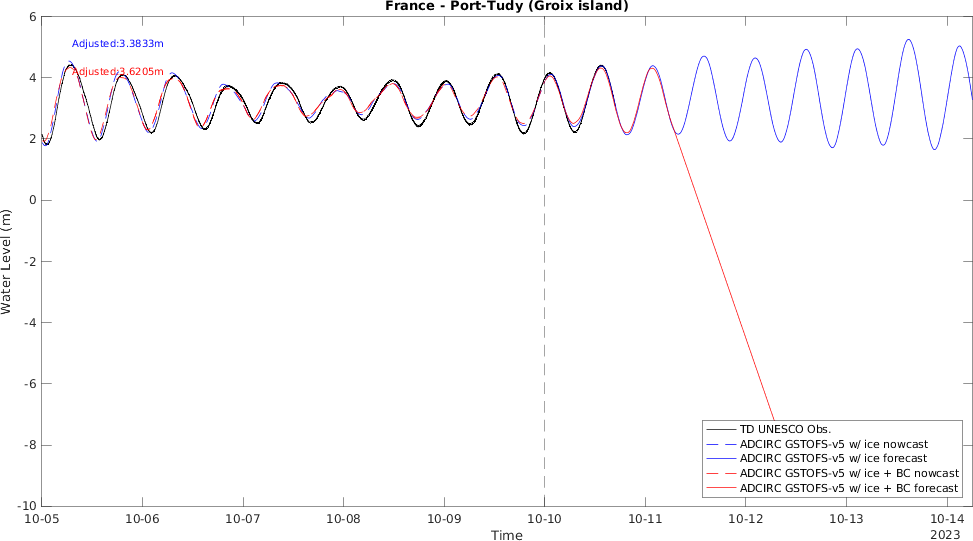 France - Port-Tudy (Groix island)
Adjusted:3.3833m
Adjusted:3.6205m
6
4
2
0
-2
-4
-6
-8
-10
Water Level (m)
TD UNESCO Obs.
ADCIRC GSTOFS-v5 w/ ice nowcast
ADCIRC GSTOFS-v5 w/ ice forecast
ADCIRC GSTOFS-v5 w/ ice + BC nowcast
ADCIRC GSTOFS-v5 w/ ice + BC forecast
10-05 10-06 10-07 10-08 10-09 10-10 10-11 10-12 10-13 10-14
2023
Time